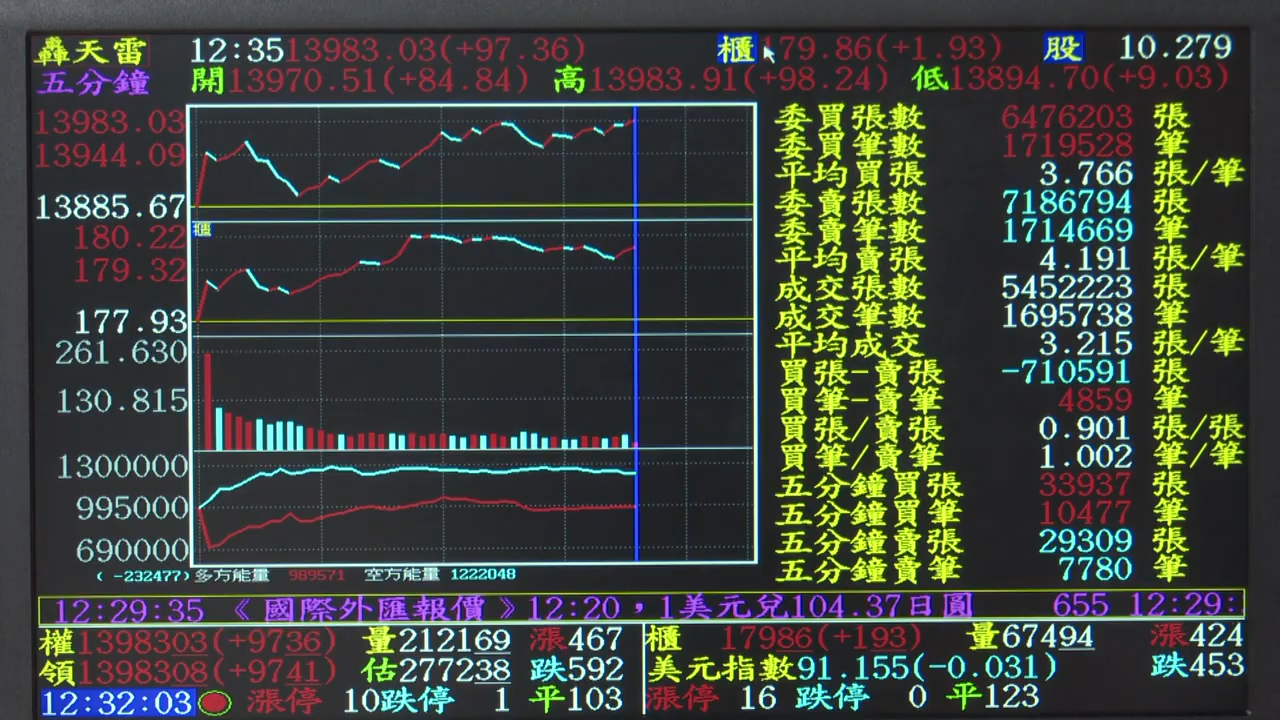 轟天雷 12:35 13983.03(+97.36) 櫃 179.86(+1.93) 股 10.279
五分鐘 開13970.51(+84.84) 高13983.91(+98.24) 低13894.70(+9.03)
13983.03
13944.09
13885.67
櫃
180.22
179.32
177.93
261.630
130.815
1300000
995000
690000
(-232477)多方能量 989571 空方能量 1222048
委買張數 6476203 張
委買筆數 1719528 筆
平均買張 3.766 張/筆
委賣張數 7186794 張
委賣筆數 1714669 筆
平均賣張 4.191 張/筆
成交張數 5452223 張
成交筆數 1695738 筆
平均成交 3.215 張/筆
買張-賣張 -710591 張
買筆-賣筆 4859 筆
買張/賣張 0.901 張/張
買筆/賣筆 1.002 筆/筆
五分鐘買張 33937 張
五分鐘買筆 10477 筆
五分鐘賣張 29309 張
五分鐘賣筆 7780 筆
12:29:35 《國際外匯報價》12:20,1美元兌104.37日圓 655 12:29:
權1398303(+9736) 量212169 漲467 櫃 17986(+193) 量67494 漲424
領1398308(+9741) 估277238 跌592 美元指數91.155(-0.031) 跌453
12:32:03 漲停 10跌停 1 平103 漲停 16 跌停 0 平123